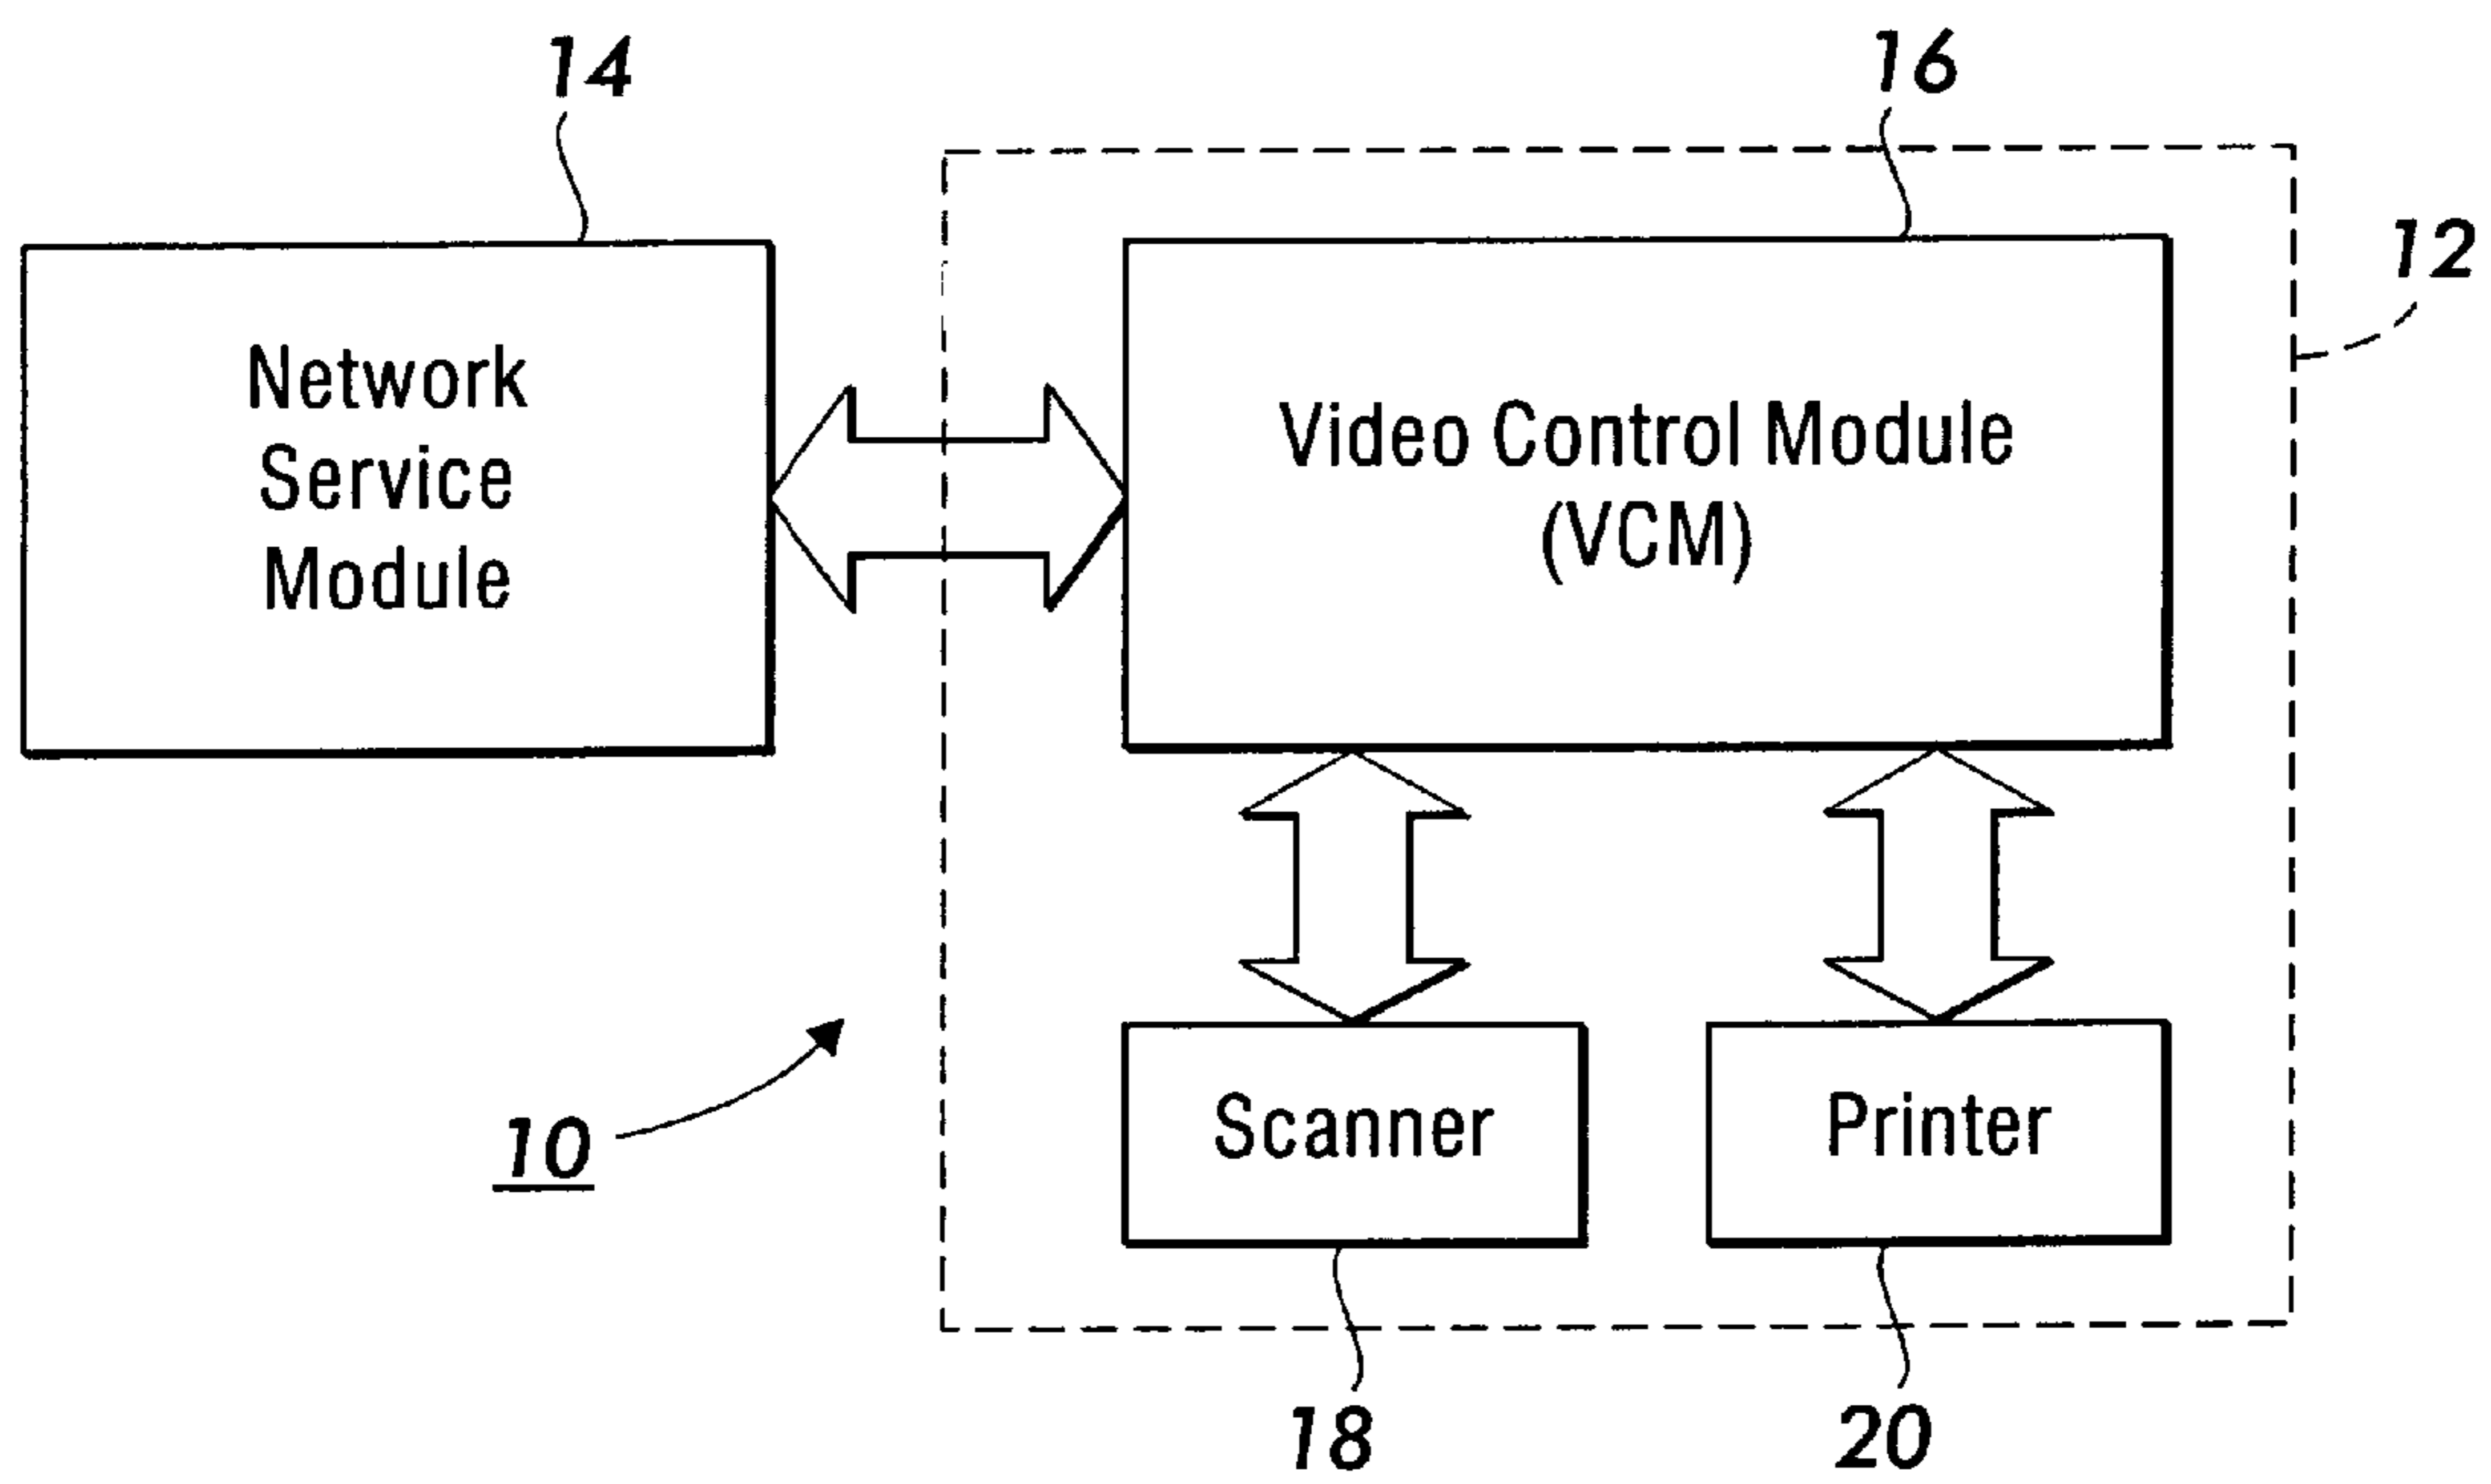 14
16
12
Network
Service
Module
Video Control Module
(VCM)
10
Scanner
Printer
18
20